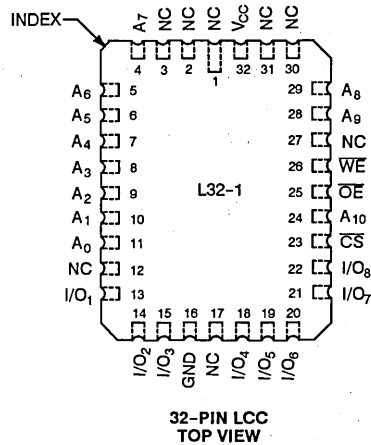 INDEX
A7 NC NC NC VCC NC NC
4 3 2 1 32 31 30
A6 5
A5 6
A4 7
A3 8
A2 9
A1 10
A0 11
NC 12
I/O1 13
L32-1
29 A8
28 A9
27 NC
26 WE
25 OE
24 A10
23 CS
22 I/O8
21 I/O7
14 15 16 17 18 19 20
I/O2 I/O3 GND NC I/O4 I/O5 I/O6
32-PIN LCC
TOP VIEW